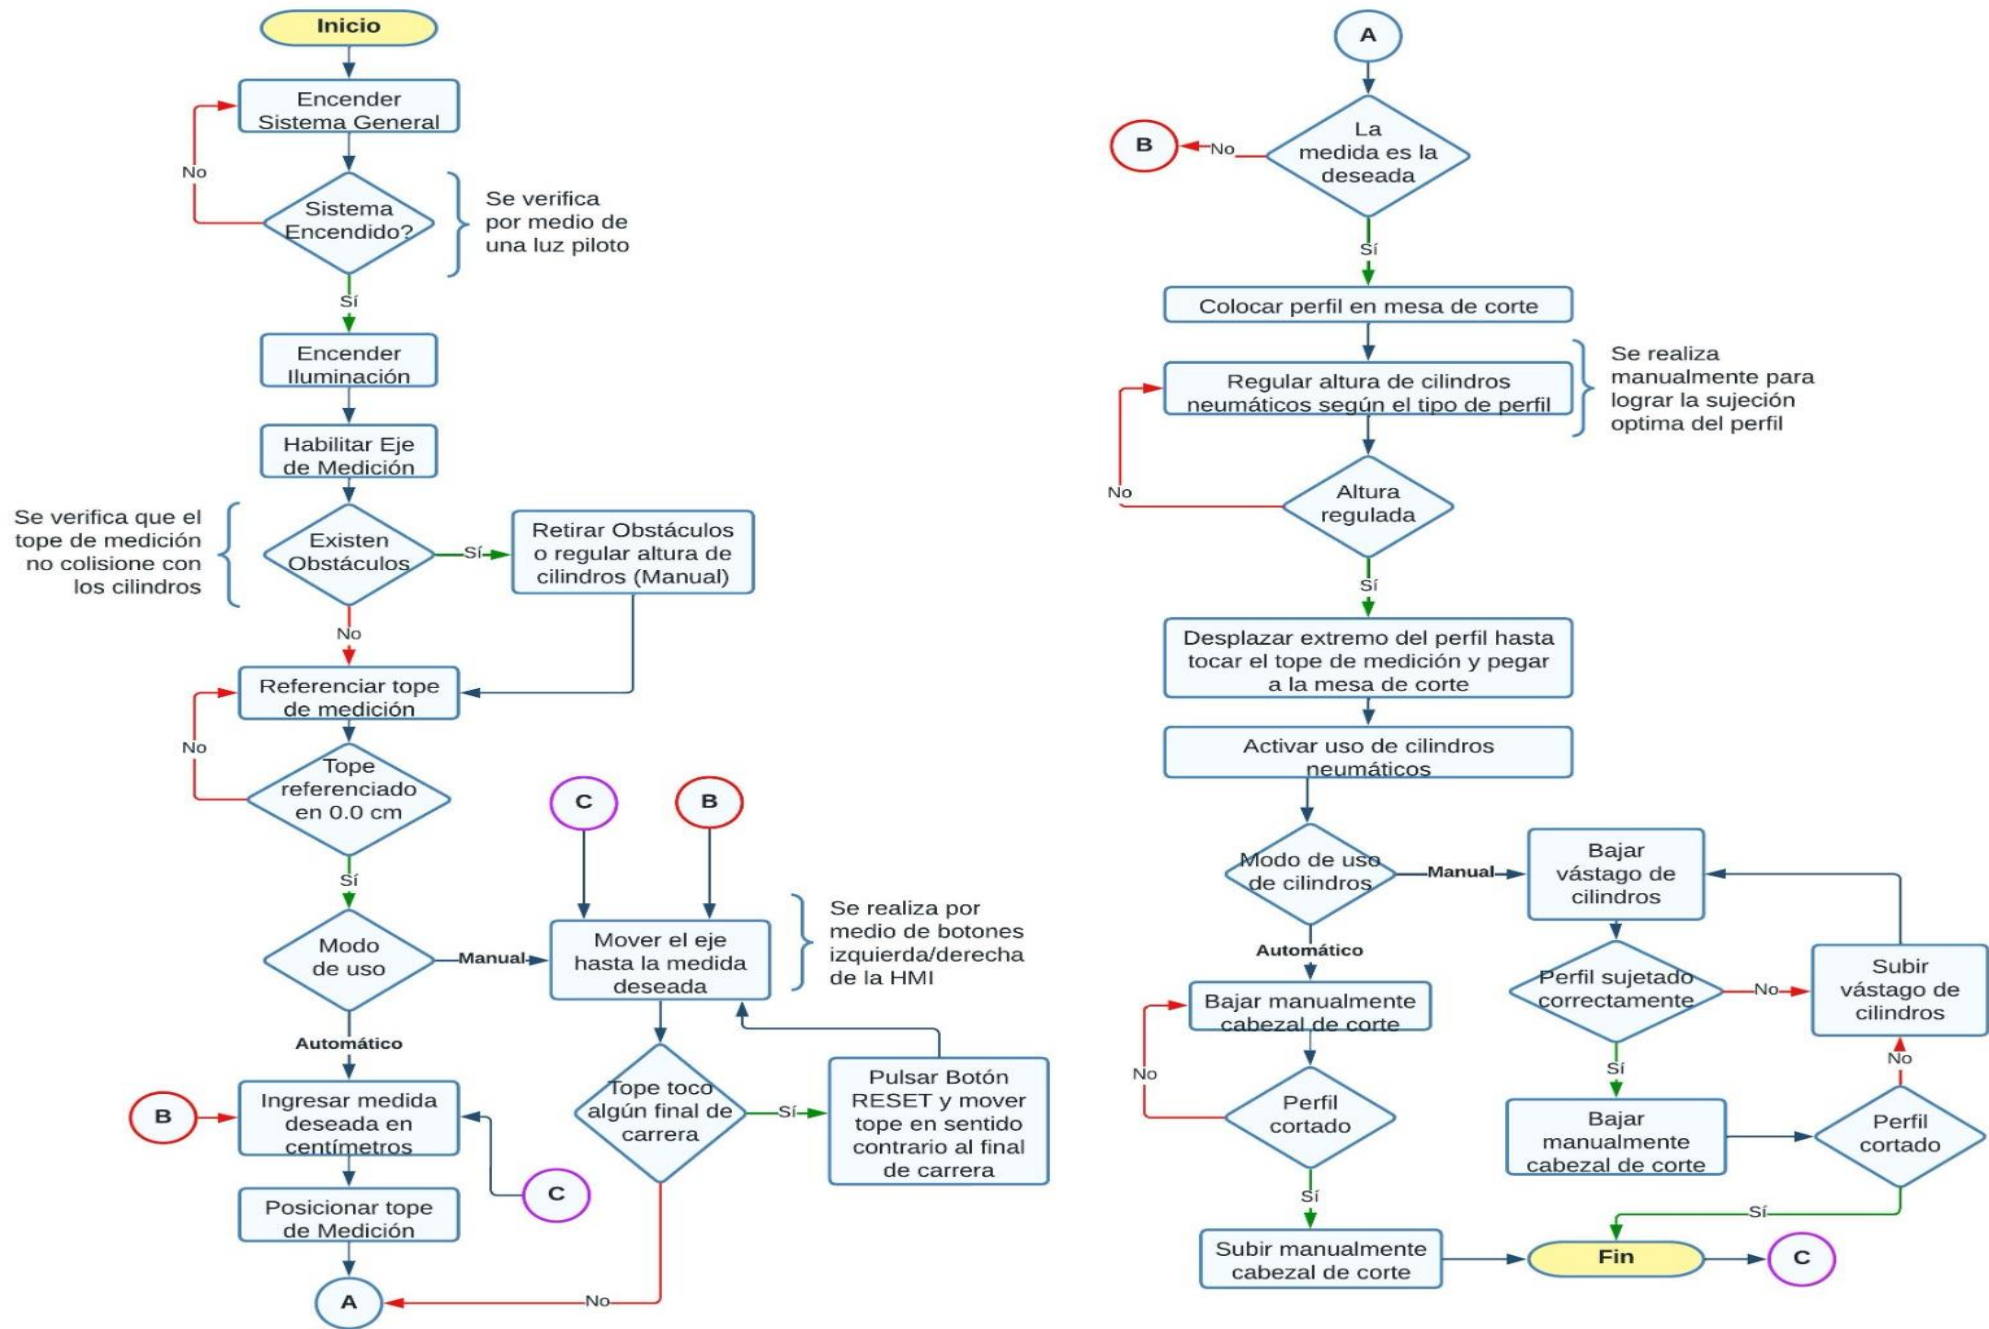 Inicio
Encender
Sistema General
No
Sistema
Encendido?
Se verifica
por medio de
una luz piloto
Sí
Encender
Iluminación
Habilitar Eje
de Medición
Se verifica que el
tope de medición
no colisione con
los cilindros
Existen
Obstáculos
Sí
Retirar Obstáculos
o regular altura de
cilindros (Manual)
No
Referenciar tope
de medición
No
Tope
referenciado
en 0.0 cm
Sí
C
B
Modo
de uso
Manual
Mover el eje
hasta la medida
deseada
Se realiza por
medio de botones
izquierda/derecha
de la HMI
Automático
B
Ingresar medida
deseada en
centímetros
Tope toco
algún final de
carrera
Sí
Pulsar Botón
RESET y mover
tope en sentido
contrario al final
de carrera
C
Posicionar tope
de Medición
A
No
A
La
medida es la
deseada
No
B
Sí
Colocar perfil en mesa de corte
Regular altura de cilindros
neumáticos según el tipo de perfil
Se realiza
manualmente para
lograr la sujeción
optima del perfil
No
Altura
regulada
Sí
Desplazar extremo del perfil hasta
tocar el tope de medición y pegar
a la mesa de corte
Activar uso de cilindros
neumáticos
Modo de uso
de cilindros
Manual
Bajar
vástago de
cilindros
Automático
Perfil sujetado
correctamente
No
Subir
vástago de
cilindros
Bajar manualmente
cabezal de corte
No
Sí
No
Perfil
cortado
Bajar
manualmente
cabezal de corte
Perfil
cortado
Sí
Sí
Subir manualmente
cabezal de corte
Fin
C